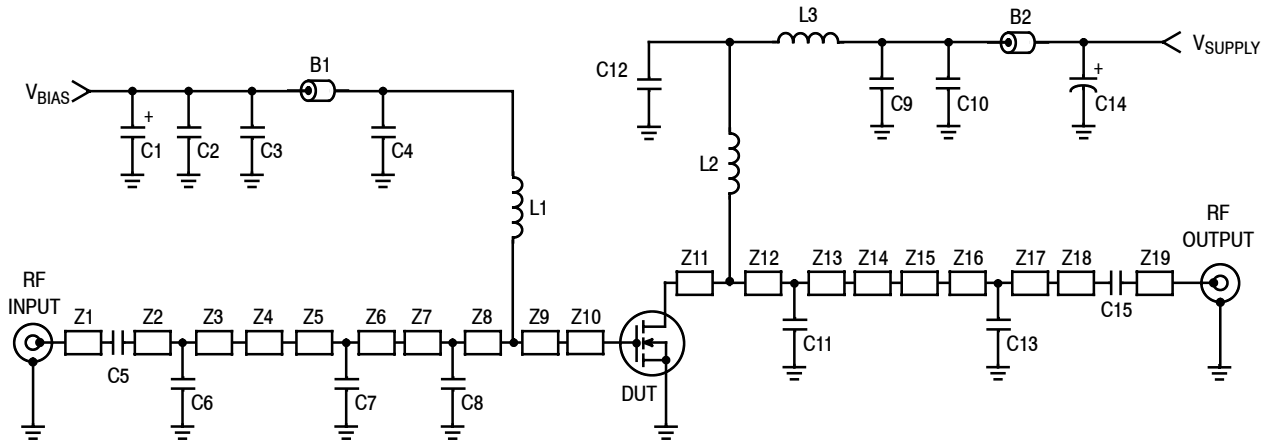 L3
B2
V_SUPPLY
C12
C9
C10
+
C14
B1
V_BIAS
+
C1
C2
C3
C4
L2
L1
RF
OUTPUT
Z11
Z12
Z13
Z14
Z15
Z16
Z17
Z18
Z19
C15
C11
C13
RF
INPUT
Z1
Z2
Z3
Z4
Z5
Z6
Z7
Z8
Z9
Z10
C5
C6
C7
C8
DUT